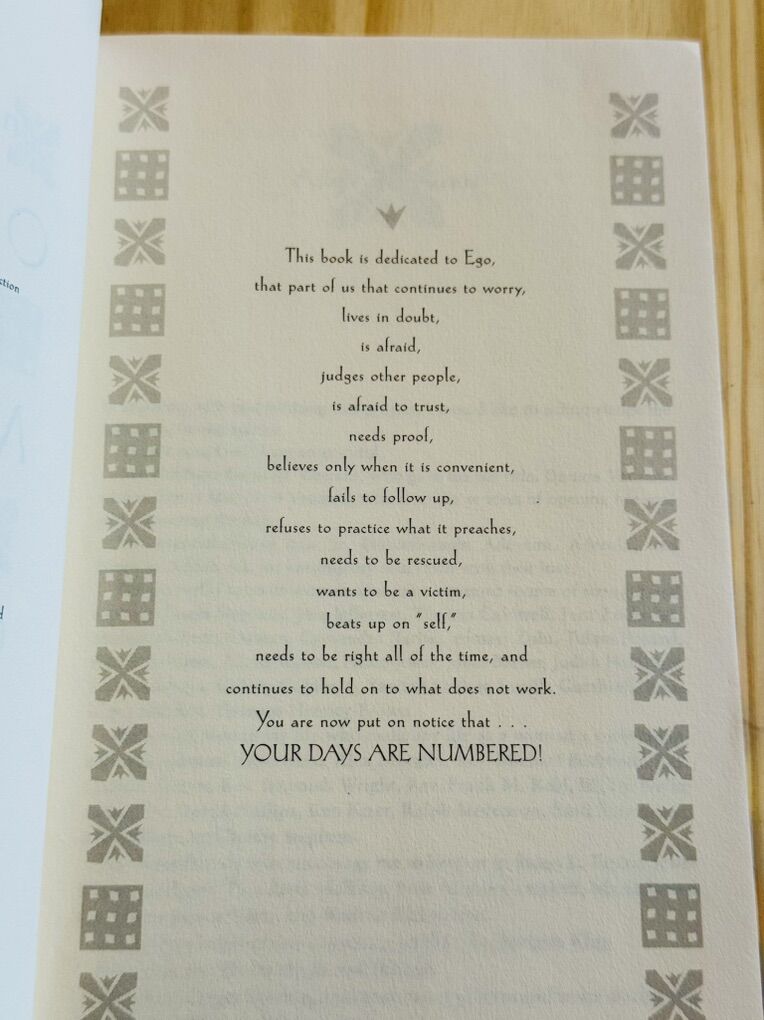 This book is dedicated to Ego,
that part of us that continues to worry,
lives in doubt,
is afraid,
judges other people,
is afraid to trust,
needs proof,
believes only when it is convenient,
fails to follow up,
refuses to practice what it preaches,
needs to be rescued,
wants to be a victim,
beats up on "self,"
needs to be right all of the time, and
continues to hold on to what does not work.
You are now put on notice that . . .
YOUR DAYS ARE NUMBERED!